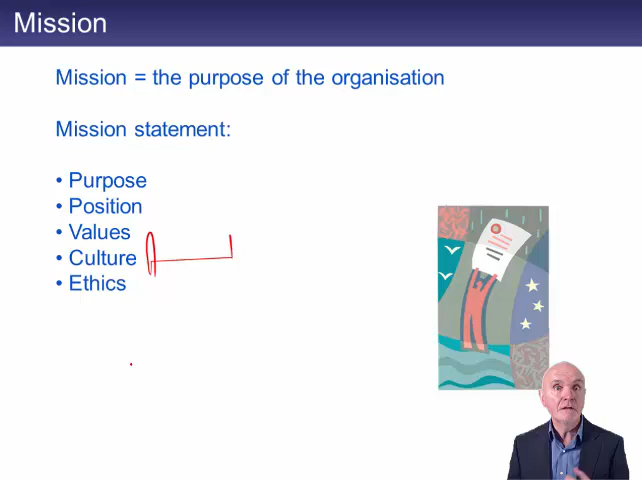 Mission
Mission = the purpose of the organisation
Mission statement:
• Purpose
• Position
• Values
• Culture
• Ethics